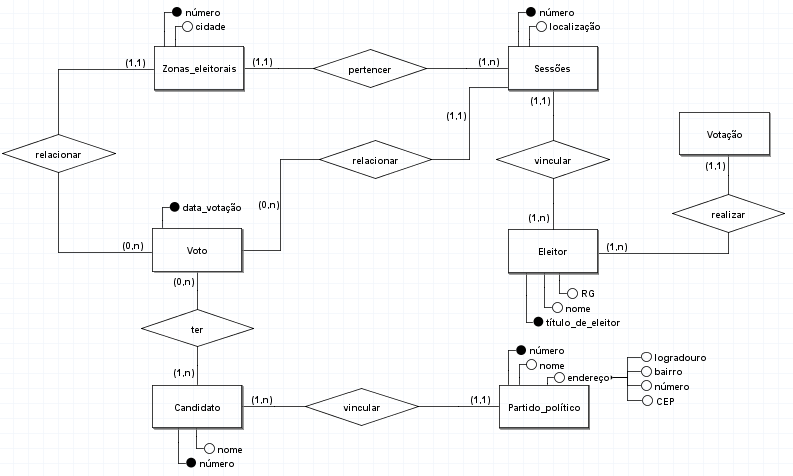 número
cidade
número
localização
(1,1)
Zonas_eleitorais
(1,1)
pertencer
(1,n)
Sessões
(1,1)
(1,1)
Votação
relacionar
relacionar
vincular
(1,1)
data_votação
(0,n)
realizar
(0,n)
Voto
(1,n)
Eleitor
(1,n)
(0,n)
RG
nome
título_de_eleitor
ter
número
nome
logradouro
(1,n)
endereço
bairro
número
CEP
Candidato
(1,n)
vincular
(1,1)
Partido_político
nome
número